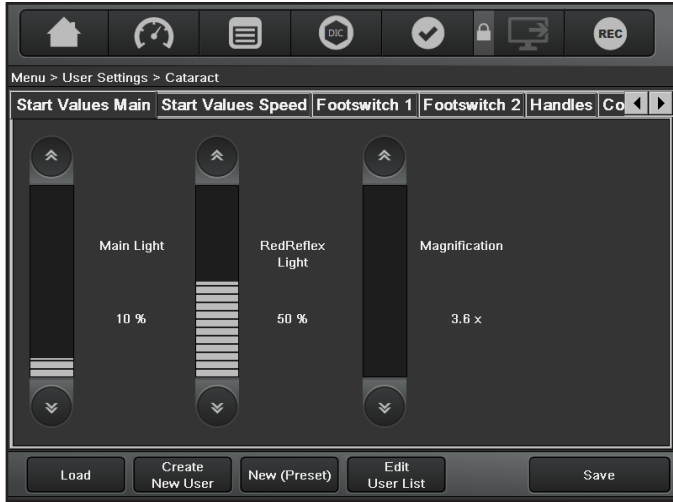 DIC
REC
Menu > User Settings > Cataract
Start Values Main Start Values Speed Footswitch 1 Footswitch 2 Handles Co
Main Light
RedReflex
Light
Magnification
10 %
50 %
3.6 x
Load
Create
New User
New (Preset)
Edit
User List
Save